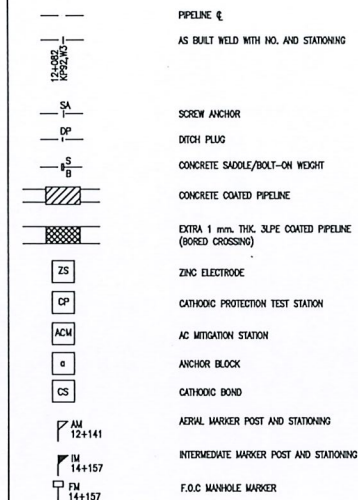 PIPELINE ℄
AS BUILT WELD WITH NO. AND STATIONING
12+082
KP92,W3
SA
SCREW ANCHOR
DP
DITCH PLUG
S
B
CONCRETE SADDLE/BOLT-ON WEIGHT
CONCRETE COATED PIPELINE
EXTRA 1 mm. THK. 3LPE COATED PIPELINE
(BORED CROSSING)
ZS
ZINC ELECTRODE
CP
CATHODIC PROTECTION TEST STATION
ACM
AC MITIGATION STATION
a
ANCHOR BLOCK
CS
CATHODIC BOND
AM
12+141
AERIAL MARKER POST AND STATIONING
IM
14+157
INTERMEDIATE MARKER POST AND STATIONING
FM
14+157
F.O.C MANHOLE MARKER